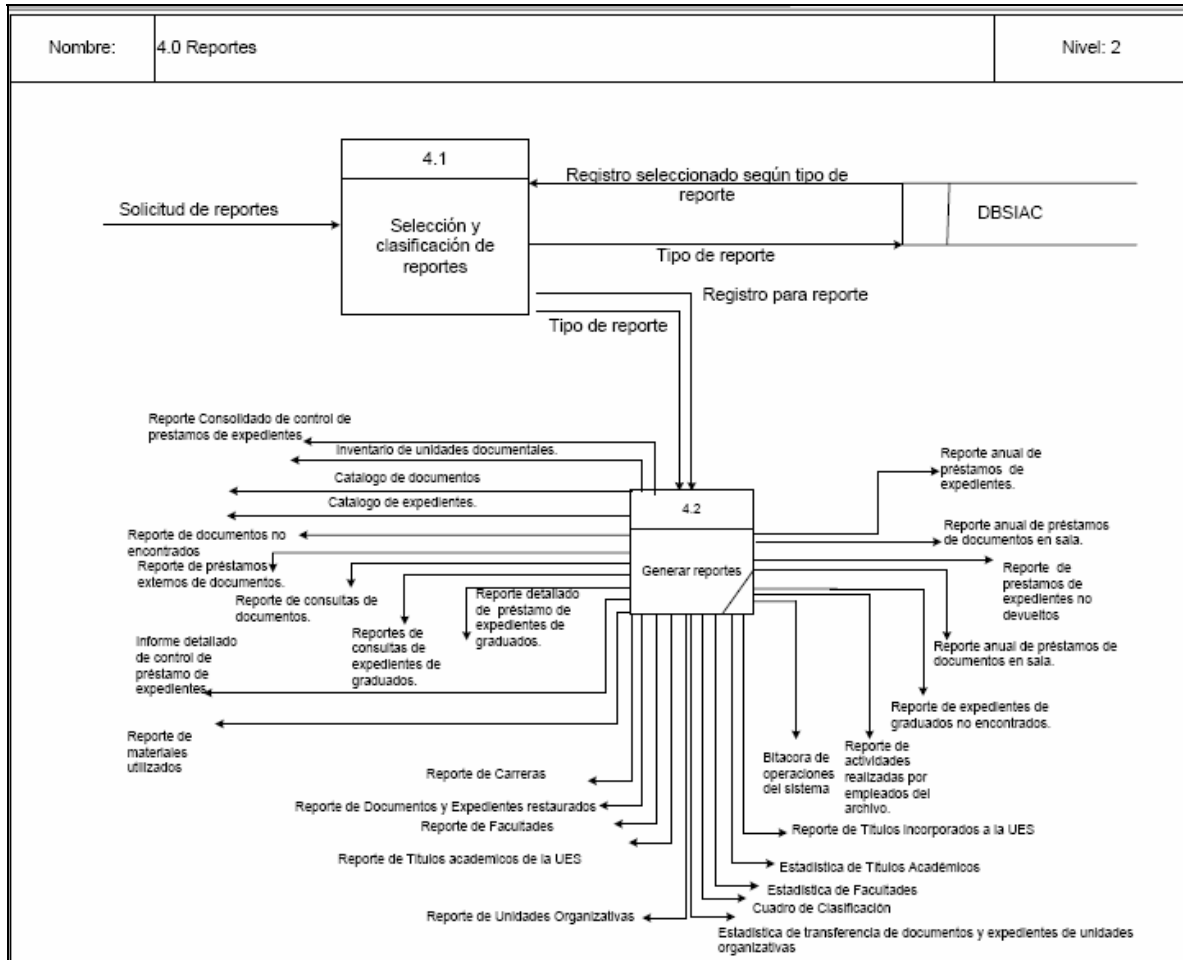 Nombre:
4.0 Reportes
Nivel: 2
4.1
Selección y
clasificación de
reportes
Solicitud de reportes
Registro seleccionado según tipo de
reporte
DBSIAC
Tipo de reporte
Registro para reporte
Tipo de reporte
Reporte Consolidado de control de
prestamos de expedientes
Inventario de unidades documentales.
Catalogo de documentos
Catalogo de expedientes.
Reporte de documentos no
encontrados
Reporte de préstamos
externos de documentos.
Reporte de consultas de
documentos.
Reportes de
consultas de
expedientes de
graduados.
Reporte detallado
de préstamo de
expedientes de
graduados.
Informe detallado
de control de
préstamo de
expedientes
Reporte de
materiales
utilizados
4.2
Generar reportes
Reporte anual de
préstamos de
expedientes.
Reporte anual de préstamos
de documentos en sala.
Reporte de
prestamos de
expedientes no
devueltos
Reporte anual de préstamos de
documentos en sala.
Reporte de expedientes de
graduados no encontrados.
Bitacora de
operaciones
del sistema
Reporte de
actividades
realizadas por
empleados del
archivo.
Reporte de Carreras
Reporte de Documentos y Expedientes restaurados
Reporte de Facultades
Reporte de Titulos academicos de la UES
Reporte de Unidades Organizativas
Reporte de Titulos incorporados a la UES
Estadistica de Titulos Académicos
Estadistica de Facultades
Cuadro de Clasificación
Estadistica de transferencia de documentos y expedientes de unidades
organizativas